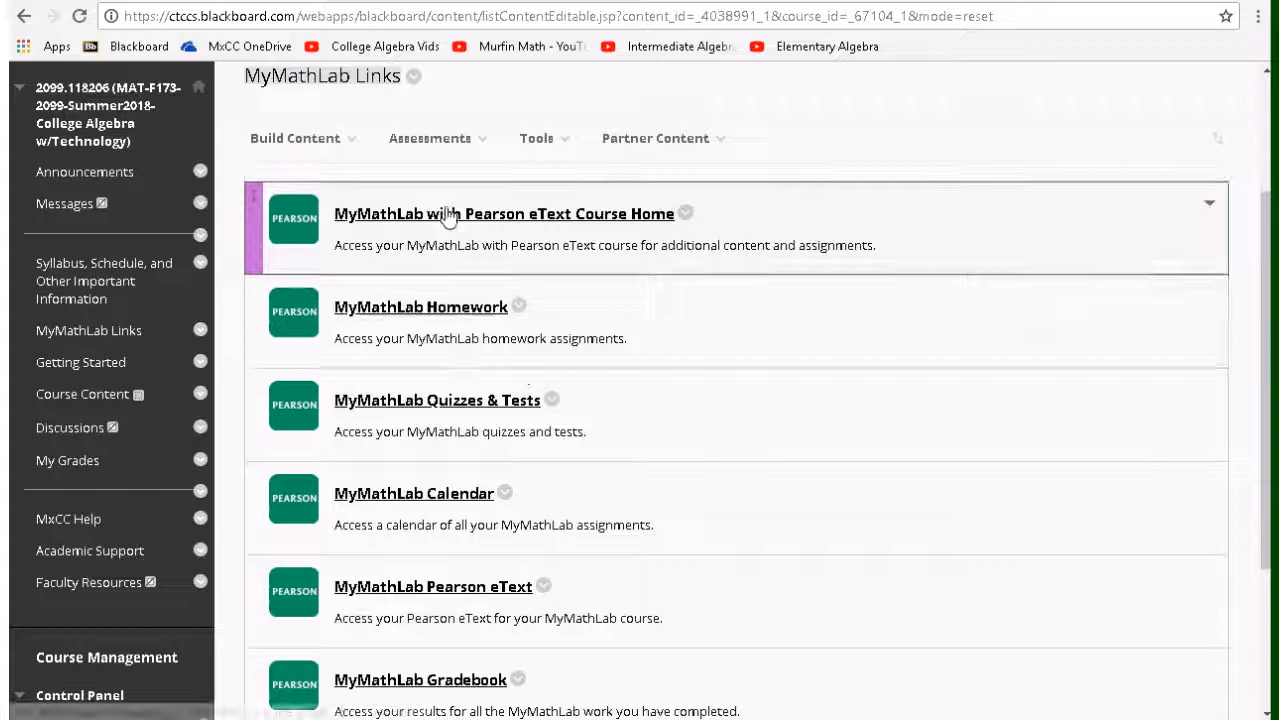 https://ctccs.blackboard.com/webapps/blackboard/content/listContentEditable.jsp?content_id=_4038991_1&course_id=_67104_1&mode=reset
Apps Blackboard MxCC OneDrive College Algebra Vids Murfin Math - YouT Intermediate Algebr Elementary Algebra
2099.118206 (MAT-F173-
2099-Summer2018-
College Algebra
w/Technology)
Announcements
Messages
Syllabus, Schedule, and
Other Important
Information
MyMathLab Links
Getting Started
Course Content
Discussions
My Grades
MxCC Help
Academic Support
Faculty Resources
Course Management
Control Panel
MyMathLab Links
Build Content Assessments Tools Partner Content
PEARSON
MyMathLab with Pearson eText Course Home
Access your MyMathLab with Pearson eText course for additional content and assignments.
PEARSON
MyMathLab Homework
Access your MyMathLab homework assignments.
PEARSON
MyMathLab Quizzes & Tests
Access your MyMathLab quizzes and tests.
PEARSON
MyMathLab Calendar
Access a calendar of all your MyMathLab assignments.
PEARSON
MyMathLab Pearson eText
Access your Pearson eText for your MyMathLab course.
PEARSON
MyMathLab Gradebook
Access your results for all the MyMathLab work you have completed.